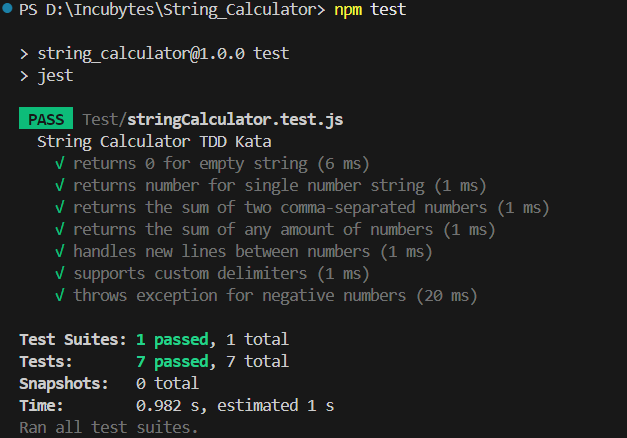 PS D:\Incubytes\String_Calculator> npm test
> string_calculator@1.0.0 test
> jest
PASS Test/stringCalculator.test.js
String Calculator TDD Kata
√ returns 0 for empty string (6 ms)
√ returns number for single number string (1 ms)
√ returns the sum of two comma-separated numbers (1 ms)
√ returns the sum of any amount of numbers (1 ms)
√ handles new lines between numbers (1 ms)
√ supports custom delimiters (1 ms)
√ throws exception for negative numbers (20 ms)
Test Suites: 1 passed, 1 total
Tests: 7 passed, 7 total
Snapshots: 0 total
Time: 0.982 s, estimated 1 s
Ran all test suites.